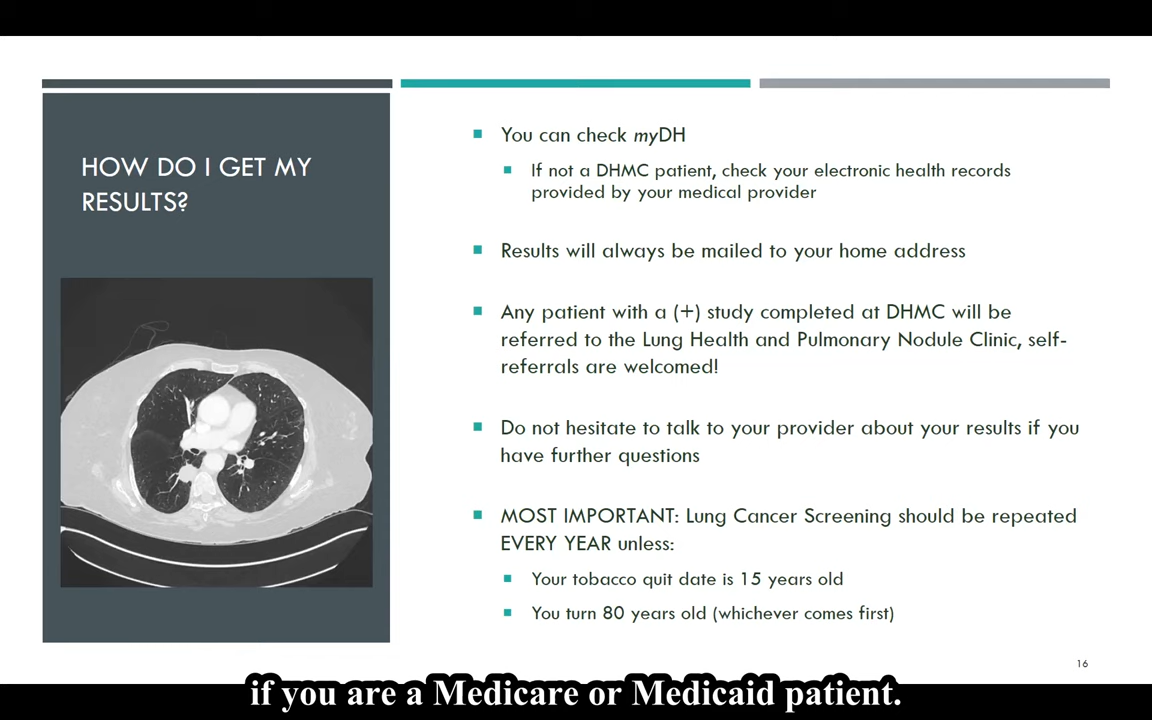 HOW DO I GET MY
RESULTS?
You can check myDH
If not a DHMC patient, check your electronic health records
provided by your medical provider
Results will always be mailed to your home address
Any patient with a (+) study completed at DHMC will be
referred to the Lung Health and Pulmonary Nodule Clinic, self-
referrals are welcomed!
Do not hesitate to talk to your provider about your results if you
have further questions
MOST IMPORTANT: Lung Cancer Screening should be repeated
EVERY YEAR unless:
Your tobacco quit date is 15 years old
You turn 80 years old (whichever comes first)
16
if you are a Medicare or Medicaid patient.